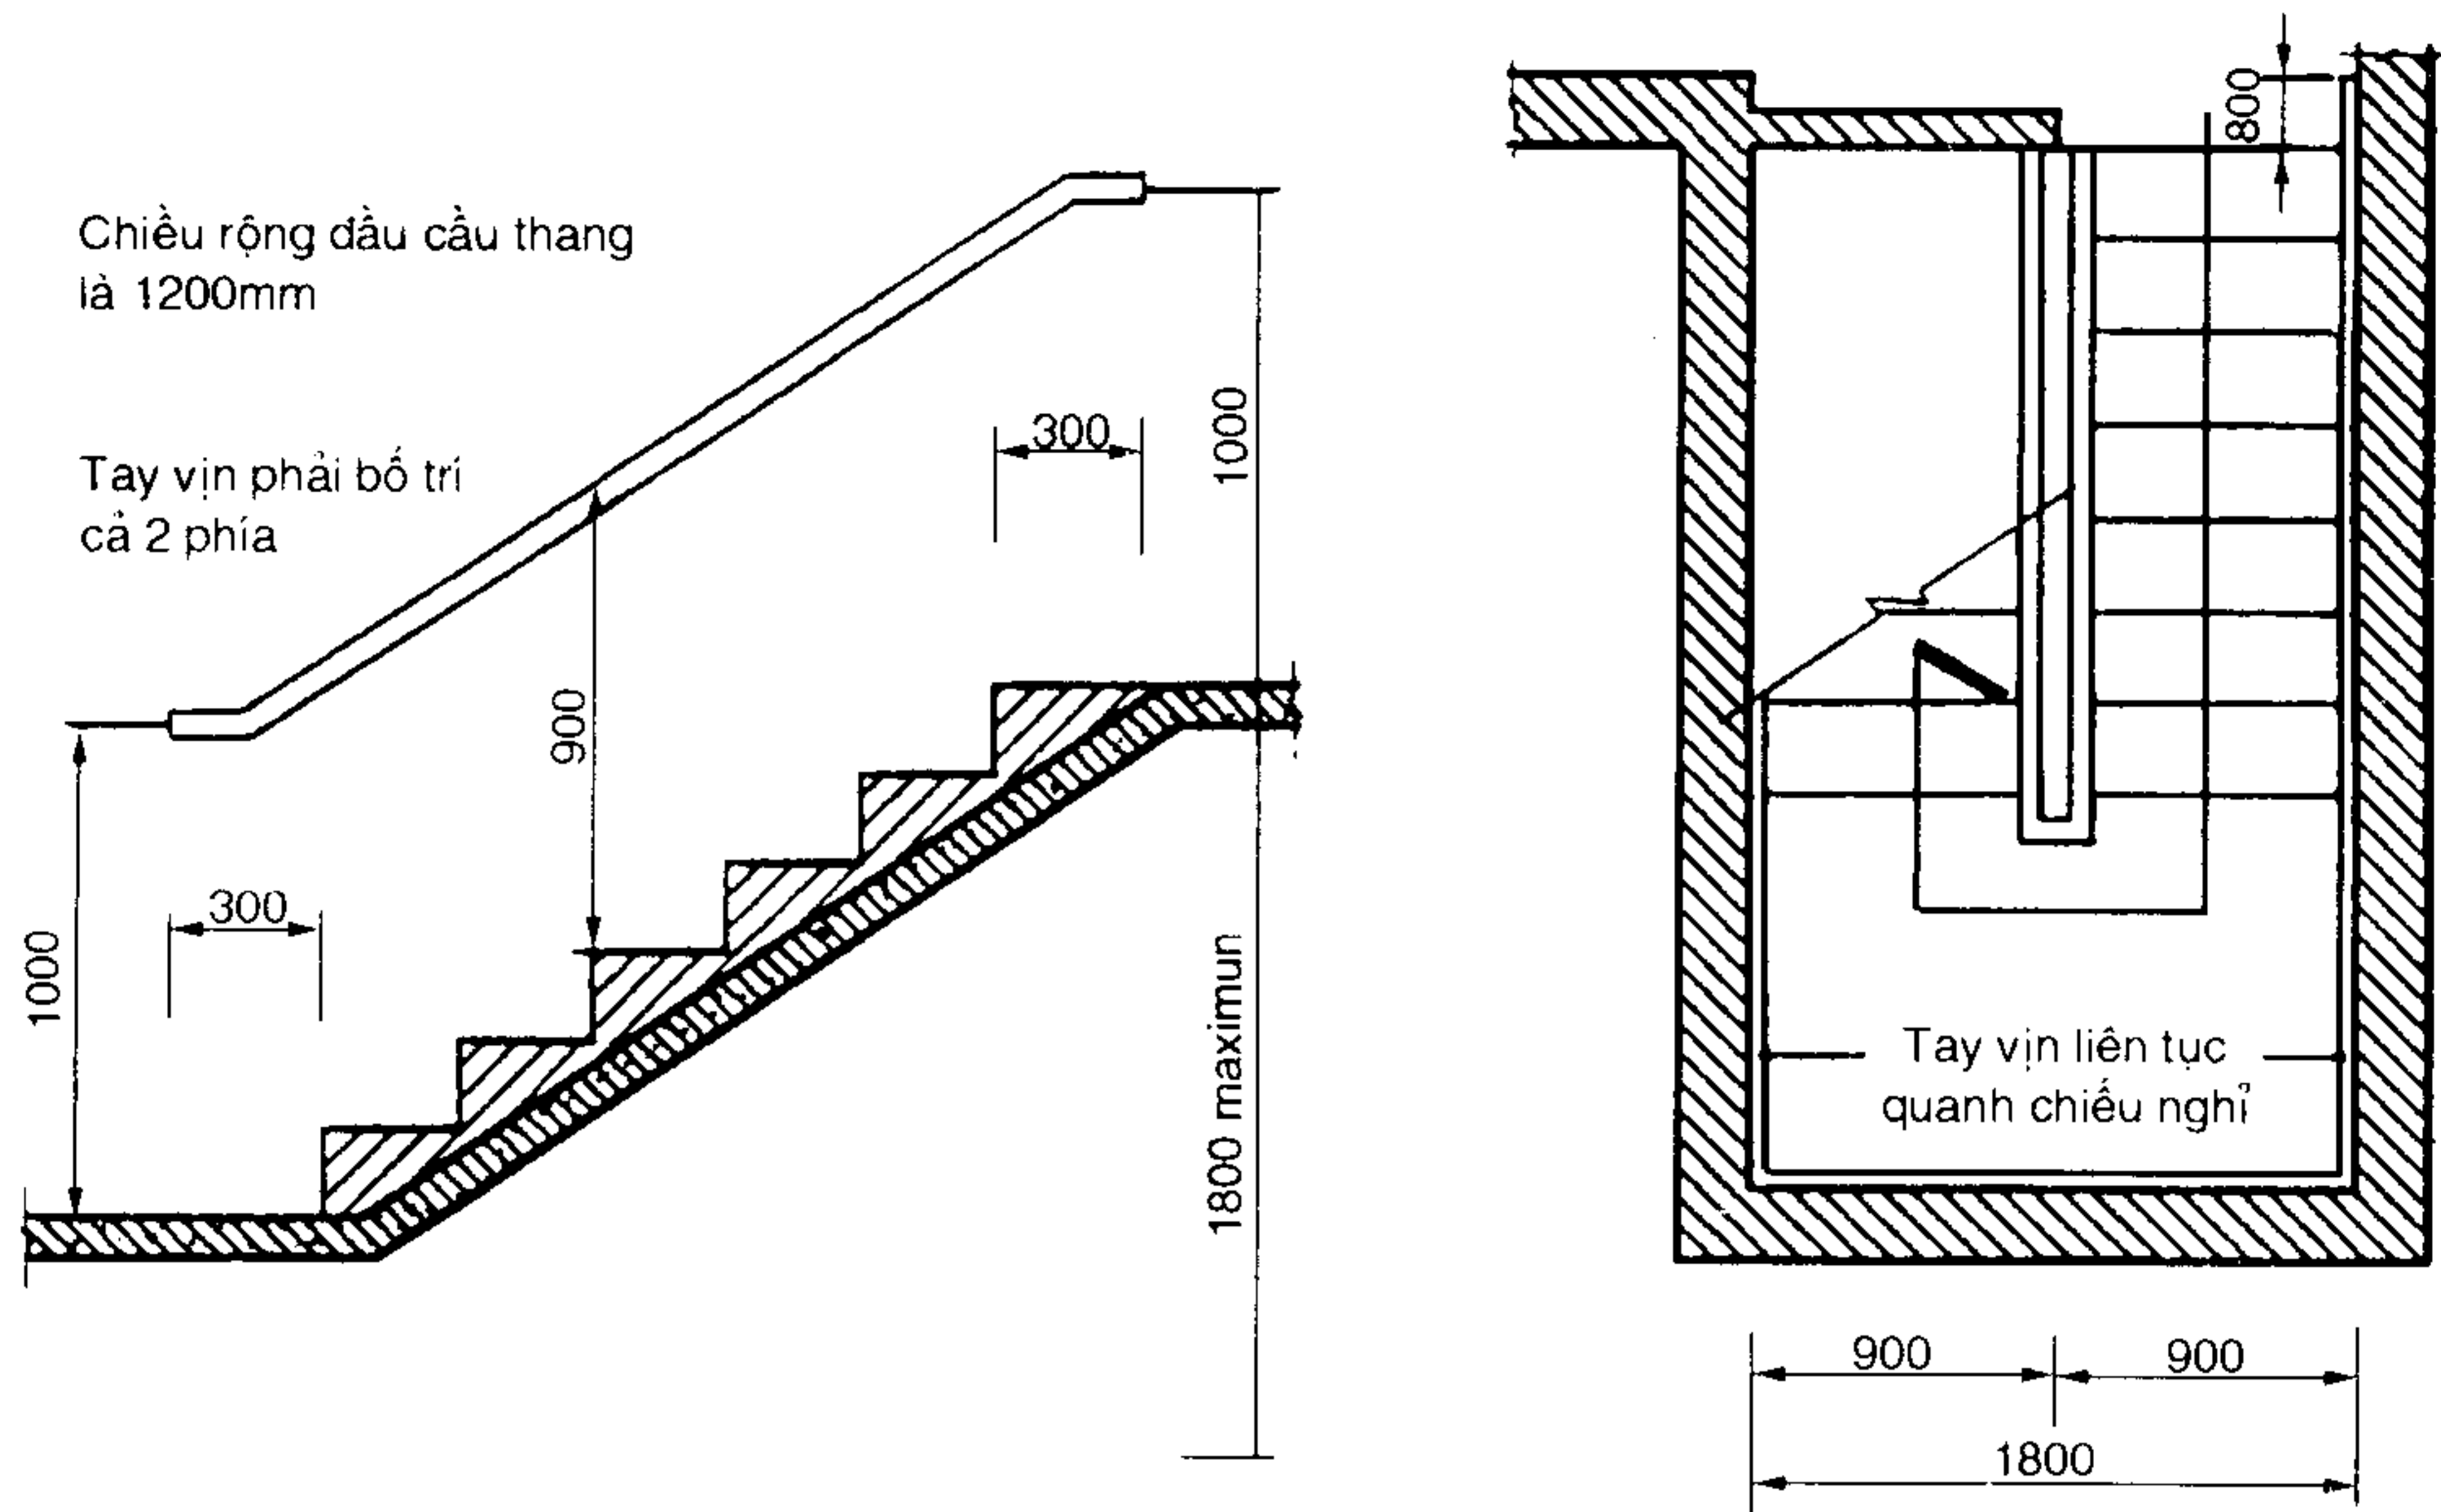 Chiều rộng đầu cầu thang
là 1200mm
Tay vịn phải bố trí
cả 2 phía
300
1000
900
300
1000
1800 maximun
800
Tay vịn liên tục
quanh chiếu nghỉ
900
900
1800